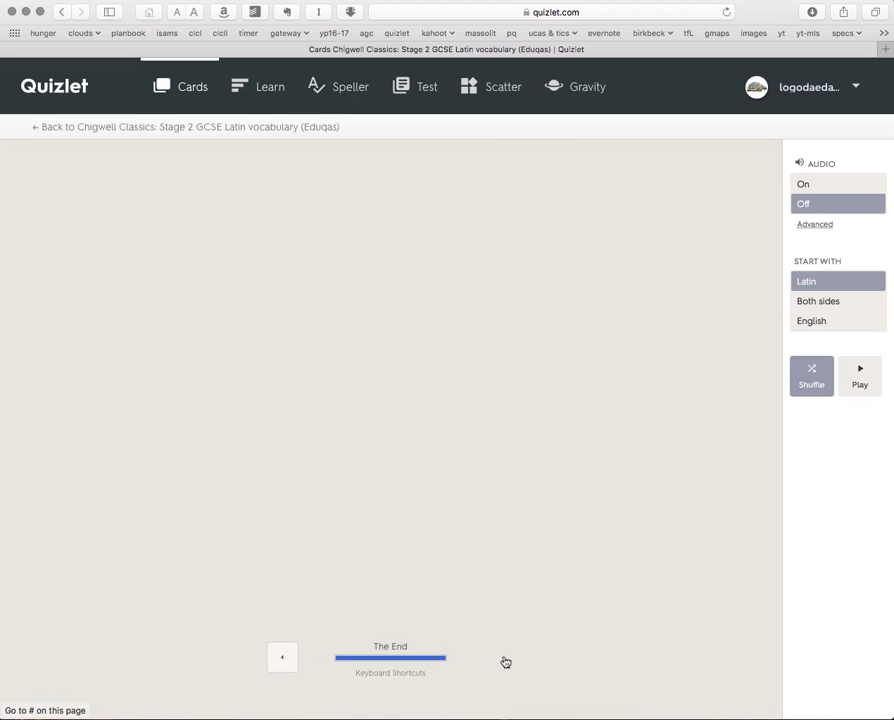 quizlet.com
A A a I
hunger clouds planbook isams cicl cicll timer gateway yp16-17 agc quizlet kahoot massolit pq ucas & tics evernote birkbeck tfL gmaps images yt yt-mls specs >>
Cards Chigwell Classics: Stage 2 GCSE Latin vocabulary (Eduqas) | Quizlet
Quizlet Cards Learn Speller Test Scatter Gravity logodaeda...
← Back to Chigwell Classics: Stage 2 GCSE Latin vocabulary (Eduqas)
AUDIO
On
Off
Advanced
START WITH
Latin
Both sides
English
Shuffle Play
The End
Keyboard Shortcuts
Go to # on this page